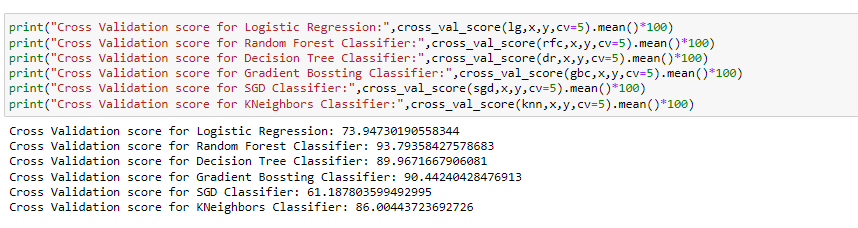 print("Cross Validation score for Logistic Regression:",cross_val_score(lg,x,y,cv=5).mean()*100)
print("Cross Validation score for Random Forest Classifier:",cross_val_score(rfc,x,y,cv=5).mean()*100)
print("Cross Validation score for Decision Tree Classifier:",cross_val_score(dr,x,y,cv=5).mean()*100)
print("Cross Validation score for Gradient Bossting Classifier:",cross_val_score(gbc,x,y,cv=5).mean()*100)
print("Cross Validation score for SGD Classifier:",cross_val_score(sgd,x,y,cv=5).mean()*100)
print("Cross Validation score for KNeighbors Classifier:",cross_val_score(knn,x,y,cv=5).mean()*100)
Cross Validation score for Logistic Regression: 73.94730190558344
Cross Validation score for Random Forest Classifier: 93.79358427578683
Cross Validation score for Decision Tree Classifier: 89.9671667906081
Cross Validation score for Gradient Bossting Classifier: 90.44240428476913
Cross Validation score for SGD Classifier: 61.187803599492995
Cross Validation score for KNeighbors Classifier: 86.00443723692726